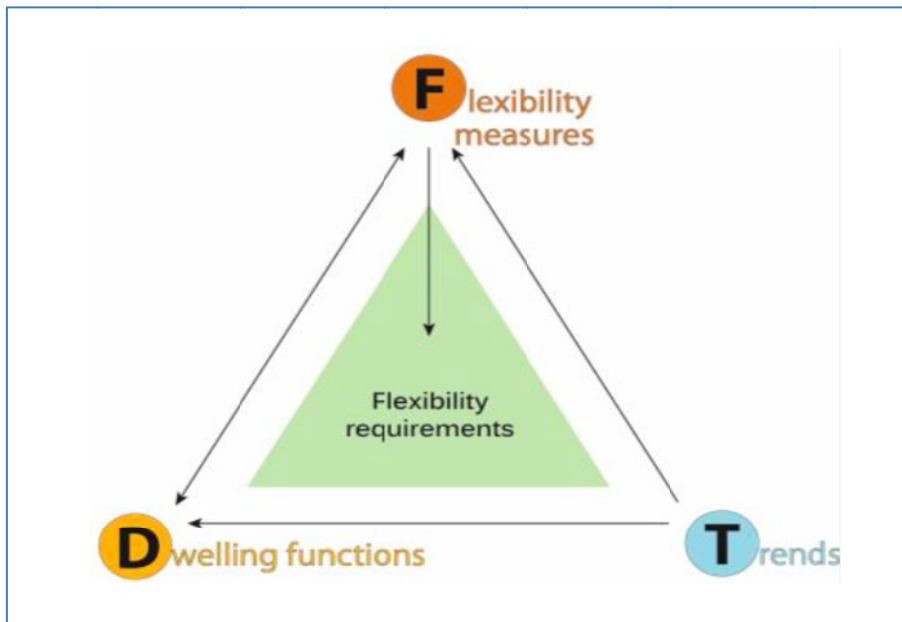 Flexibility
measures
Flexibility
requirements
Dwelling functions
Trends